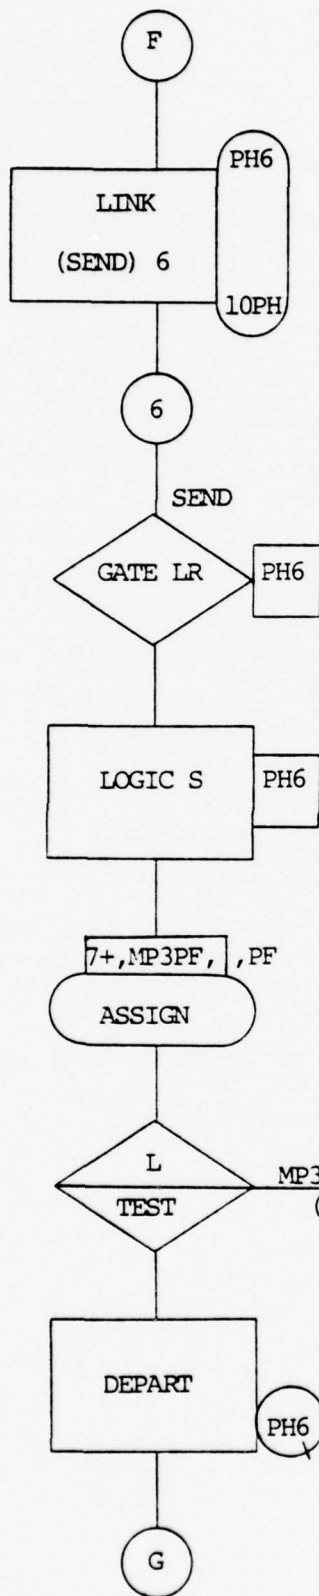 F
PH6
LINK
(SEND) 6
10PH
6
SEND
GATE LR
PH6
LOGIC S
PH6
7+,MP3PF, ,PF
ASSIGN
L
MP3
TEST
DEPART
PH6
G